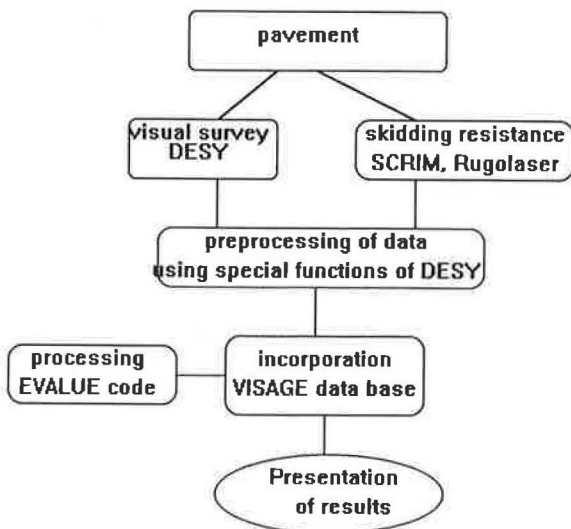 pavement
visual survey
DESY
skidding resistance
SCRIM, Rugolaser
preprocessing of data
using special functions of DESY
processing
EVALUE code
incorporation
VISAGE data base
Presentation
of results